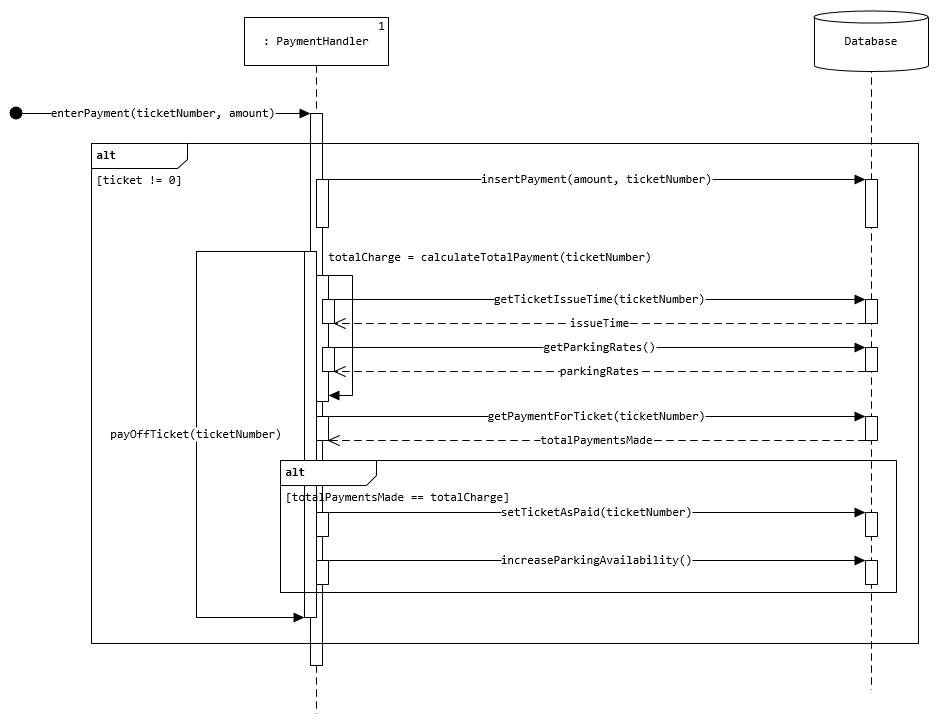 1
: PaymentHandler
Database
enterPayment(ticketNumber, amount)
alt
[ticket != 0]
insertPayment(amount, ticketNumber)
totalCharge = calculateTotalPayment(ticketNumber)
getTicketIssueTime(ticketNumber)
issueTime
getParkingRates()
parkingRates
getPaymentForTicket(ticketNumber)
payOffTicket(ticketNumber)
totalPaymentsMade
alt
[totalPaymentsMade == totalCharge]
setTicketAsPaid(ticketNumber)
increaseParkingAvailability()